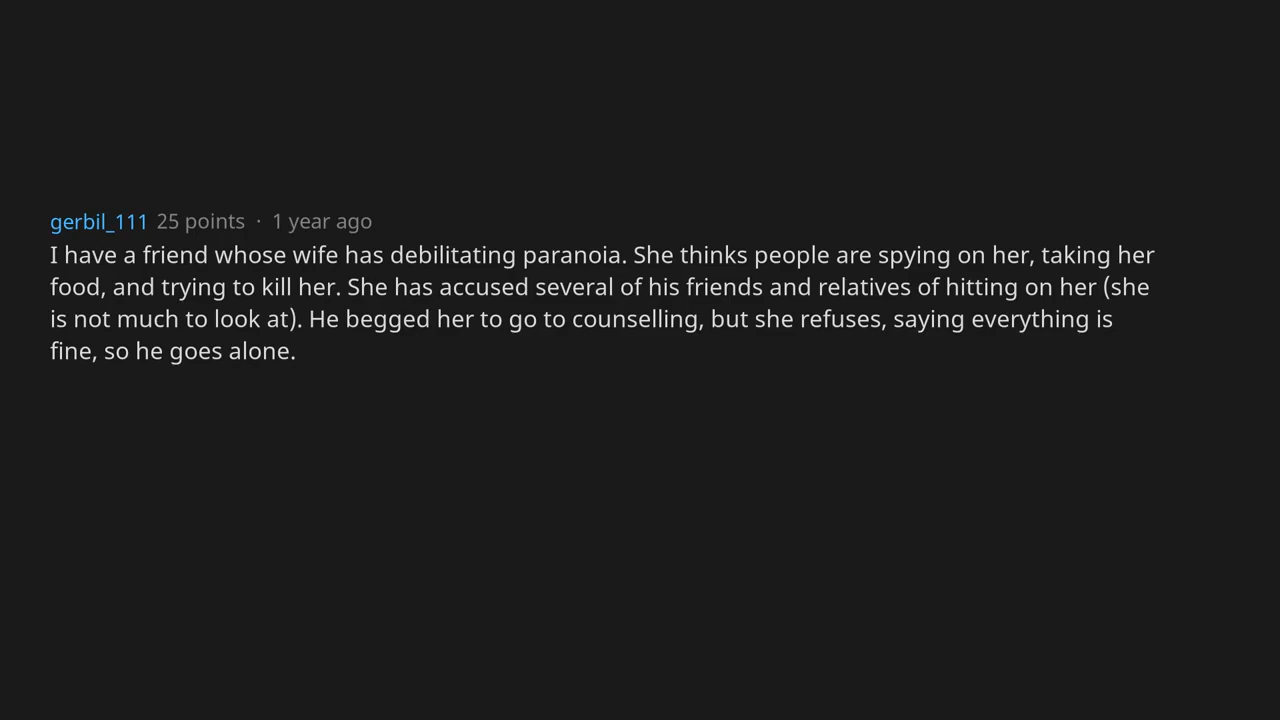 gerbil_111 25 points · 1 year ago
I have a friend whose wife has debilitating paranoia. She thinks people are spying on her, taking her
food, and trying to kill her. She has accused several of his friends and relatives of hitting on her (she
is not much to look at). He begged her to go to counselling, but she refuses, saying everything is
fine, so he goes alone.